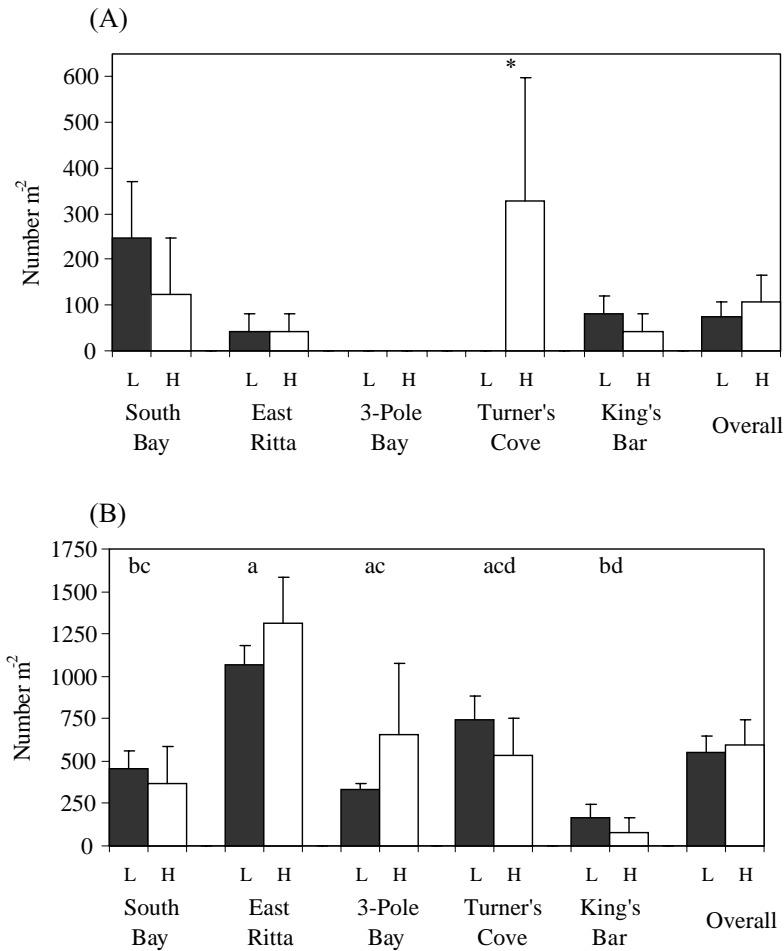 (A)
Number m-2
600
500
400
300
200
100
0
*
L H L H L H L H L H L H
South Bay East Ritta 3-Pole Bay Turner's Cove King's Bar Overall
(B)
Number m-2
1750
1500
1250
1000
750
500
250
0
bc a ac acd bd
L H L H L H L H L H L H
South Bay East Ritta 3-Pole Bay Turner's Cove King's Bar Overall